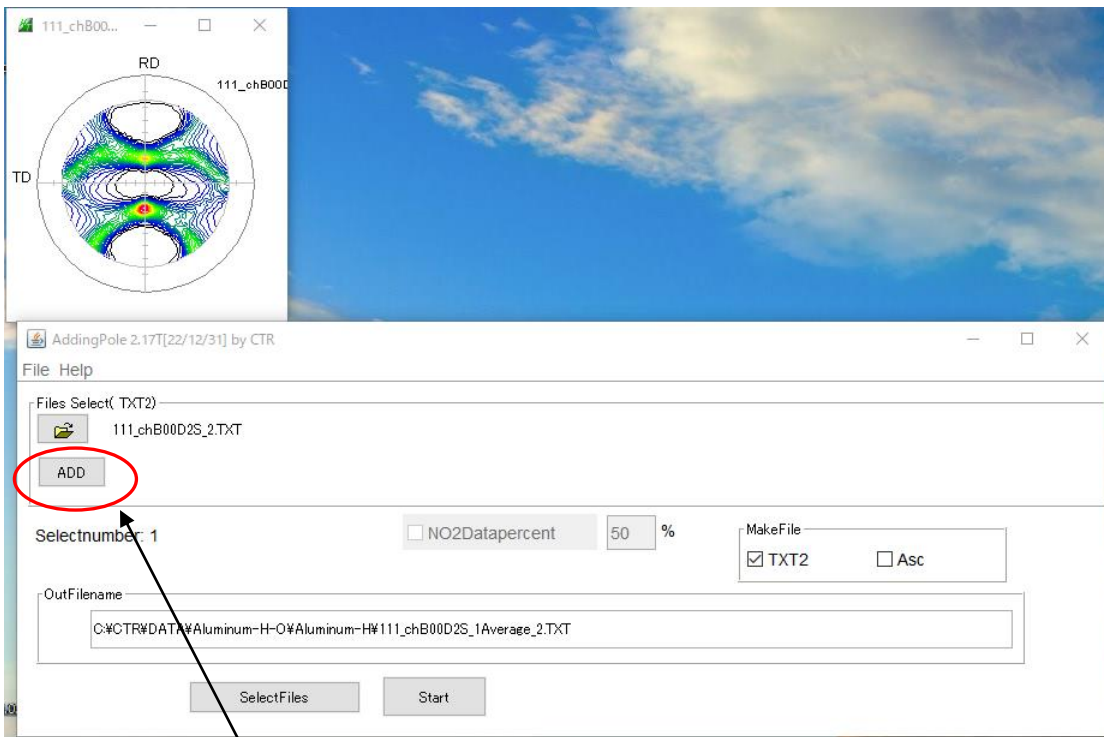 111_chB00...
RD
111_chB00D
TD
AddingPole 2.17T[22/12/31] by CTR
File Help
Files Select( TXT2)
111_chB00D2S_2.TXT
ADD
Selectnumber: 1
NO2Datapercent 50 %
MakeFile
TXT2 Asc
OutFilename
C:¥CTR¥DATA¥Aluminum-H-O¥Aluminum-H¥111_chB00D2S_1Average_2.TXT
SelectFiles Start